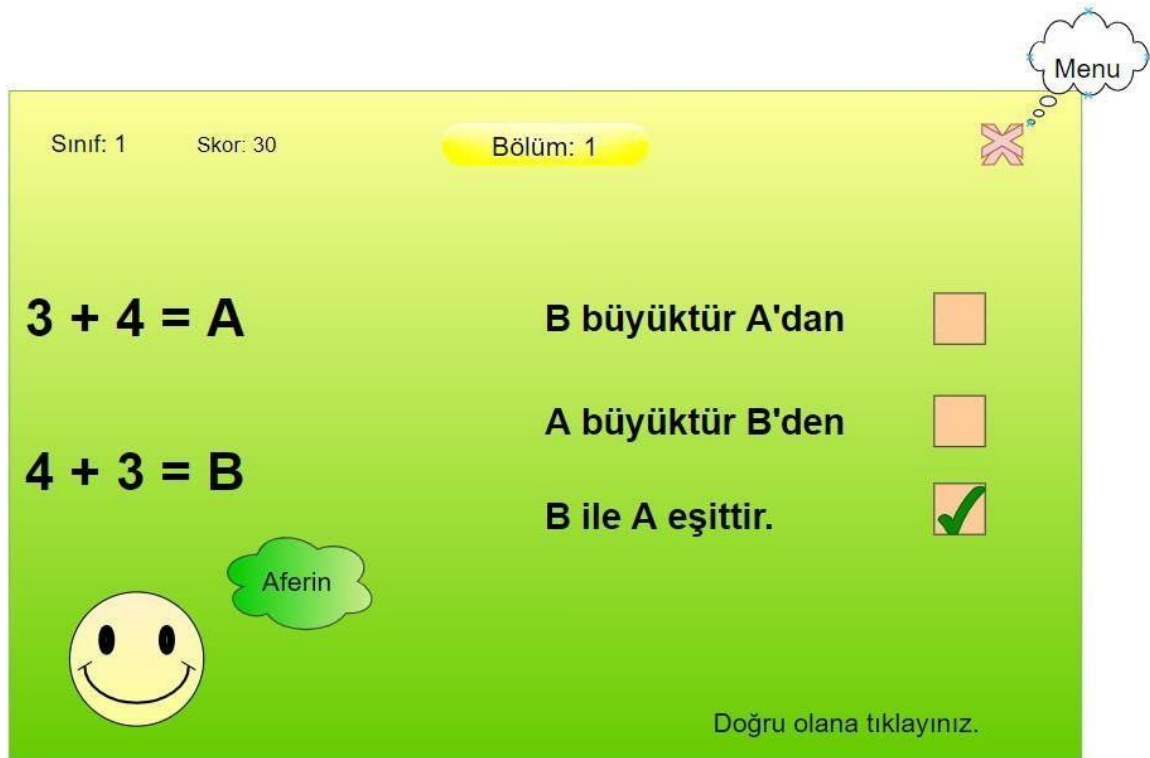 Menu
Sınıf: 1
Skor: 30
Bölüm: 1
3 + 4 = A
B büyüktür A'dan
A büyüktür B'den
4 + 3 = B
B ile A eşittir.
Aferin
Doğru olana tıklayınız.